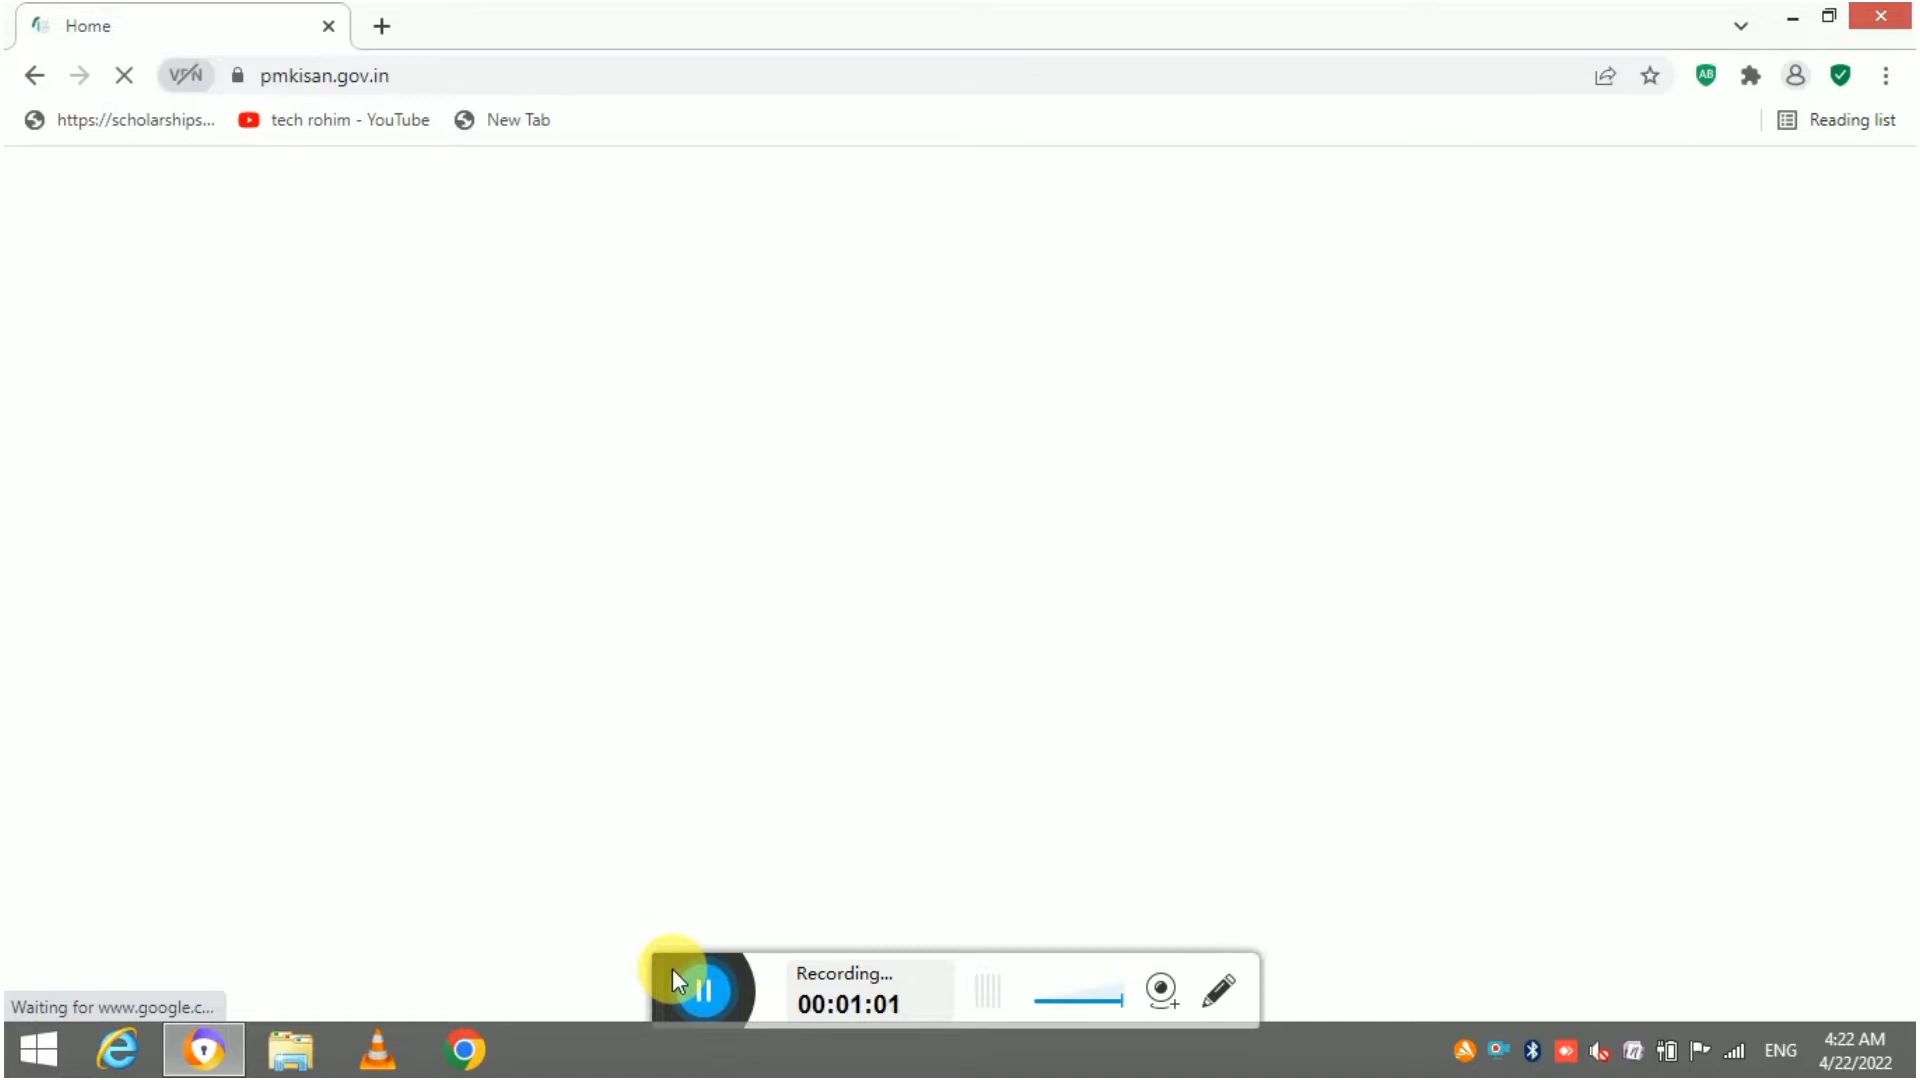 Home
VPN pmkisan.gov.in AB
https://scholarships... tech rohim - YouTube New Tab Reading list
Recording...
00:01:01
Waiting for www.google.c...
ENG
4:22 AM
4/22/2022